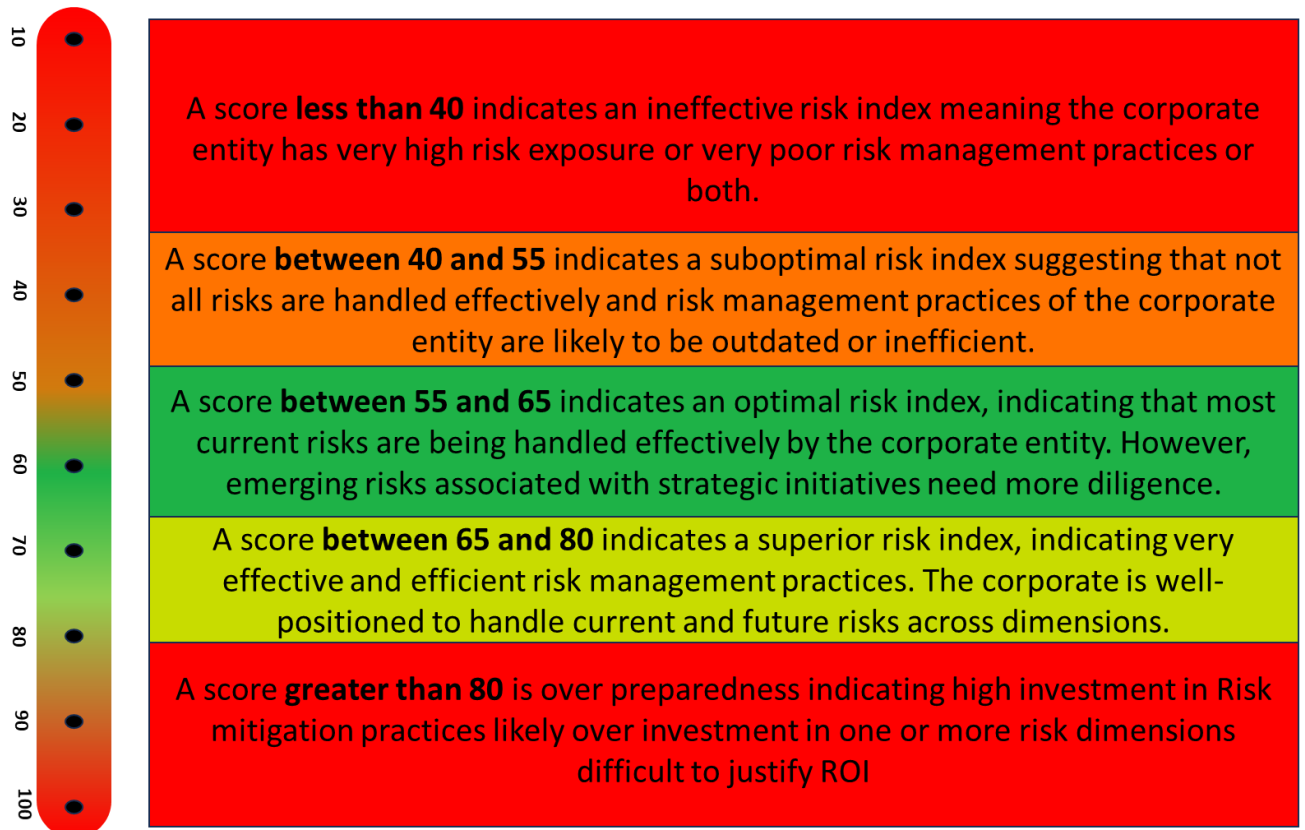 10
20
30
40
50
60
70
80
90
100
A score less than 40 indicates an ineffective risk index meaning the corporate
entity has very high risk exposure or very poor risk management practices or
both.
A score between 40 and 55 indicates a suboptimal risk index suggesting that not
all risks are handled effectively and risk management practices of the corporate
entity are likely to be outdated or inefficient.
A score between 55 and 65 indicates an optimal risk index, indicating that most
current risks are being handled effectively by the corporate entity. However,
emerging risks associated with strategic initiatives need more diligence.
A score between 65 and 80 indicates a superior risk index, indicating very
effective and efficient risk management practices. The corporate is well-
positioned to handle current and future risks across dimensions.
A score greater than 80 is over preparedness indicating high investment in Risk
mitigation practices likely over investment in one or more risk dimensions
difficult to justify ROI